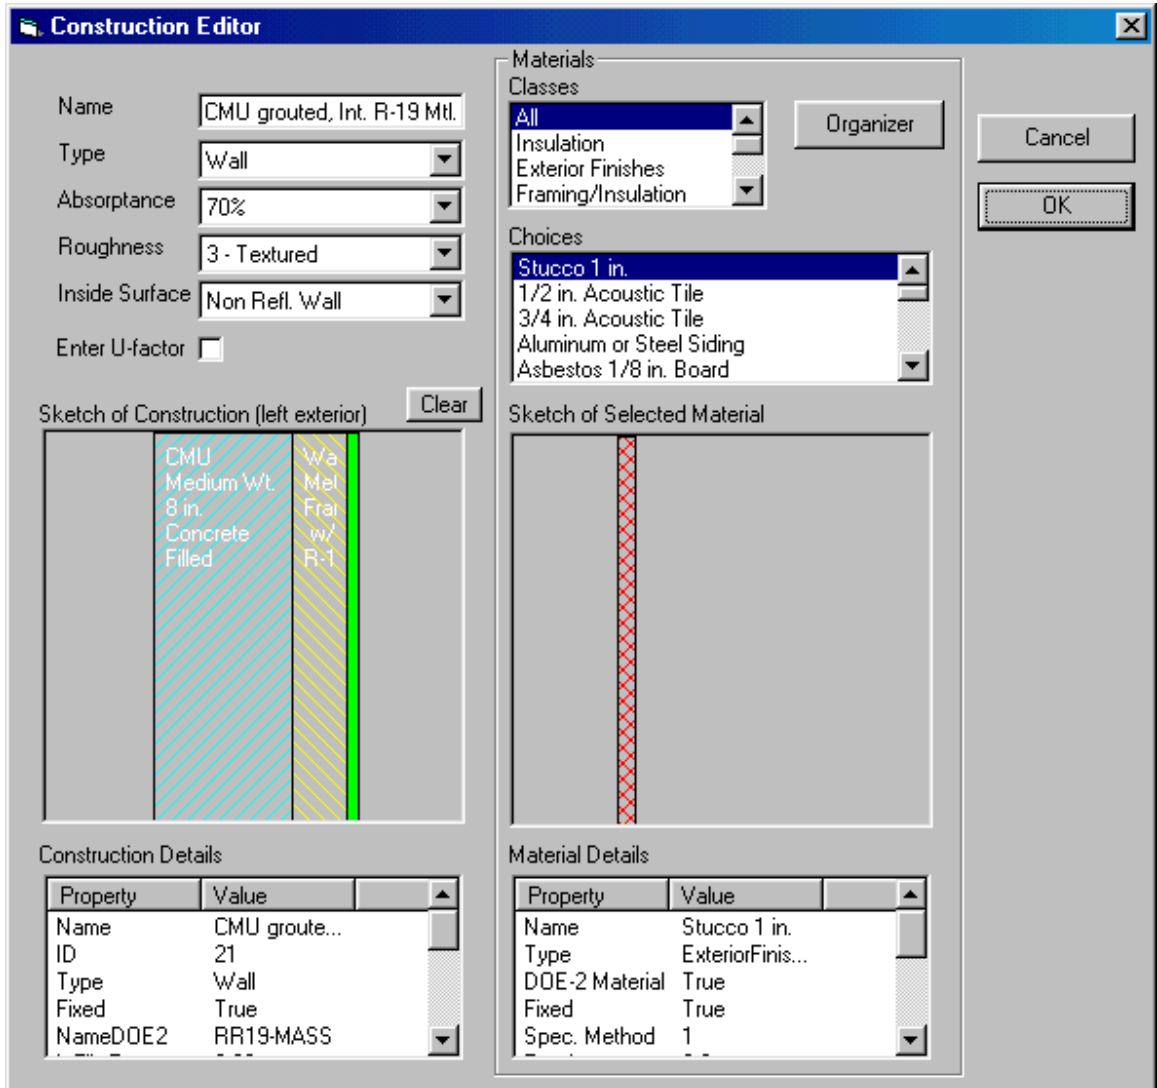 Construction Editor
Name
CMU grouted, Int. R-19 Mtl.
Type
Wall
Absorptance
70%
Roughness
3 - Textured
Inside Surface
Non Refl. Wall
Enter U-factor
Materials
Classes
All
Insulation
Exterior Finishes
Framing/Insulation
Organizer
Cancel
OK
Choices
Stucco 1 in.
1/2 in. Acoustic Tile
3/4 in. Acoustic Tile
Aluminum or Steel Siding
Asbestos 1/8 in. Board
Sketch of Construction (left exterior)
Clear
CMU
Medium Wt.
8 in.
Concrete
Filled
Wa
Met
Frai
w/
R-1
Sketch of Selected Material
Construction Details
Property Value
Name CMU groute...
ID 21
Type Wall
Fixed True
NameDOE2 RR19-MASS
Material Details
Property Value
Name Stucco 1 in.
Type ExteriorFinis...
DOE-2 Material True
Fixed True
Spec. Method 1